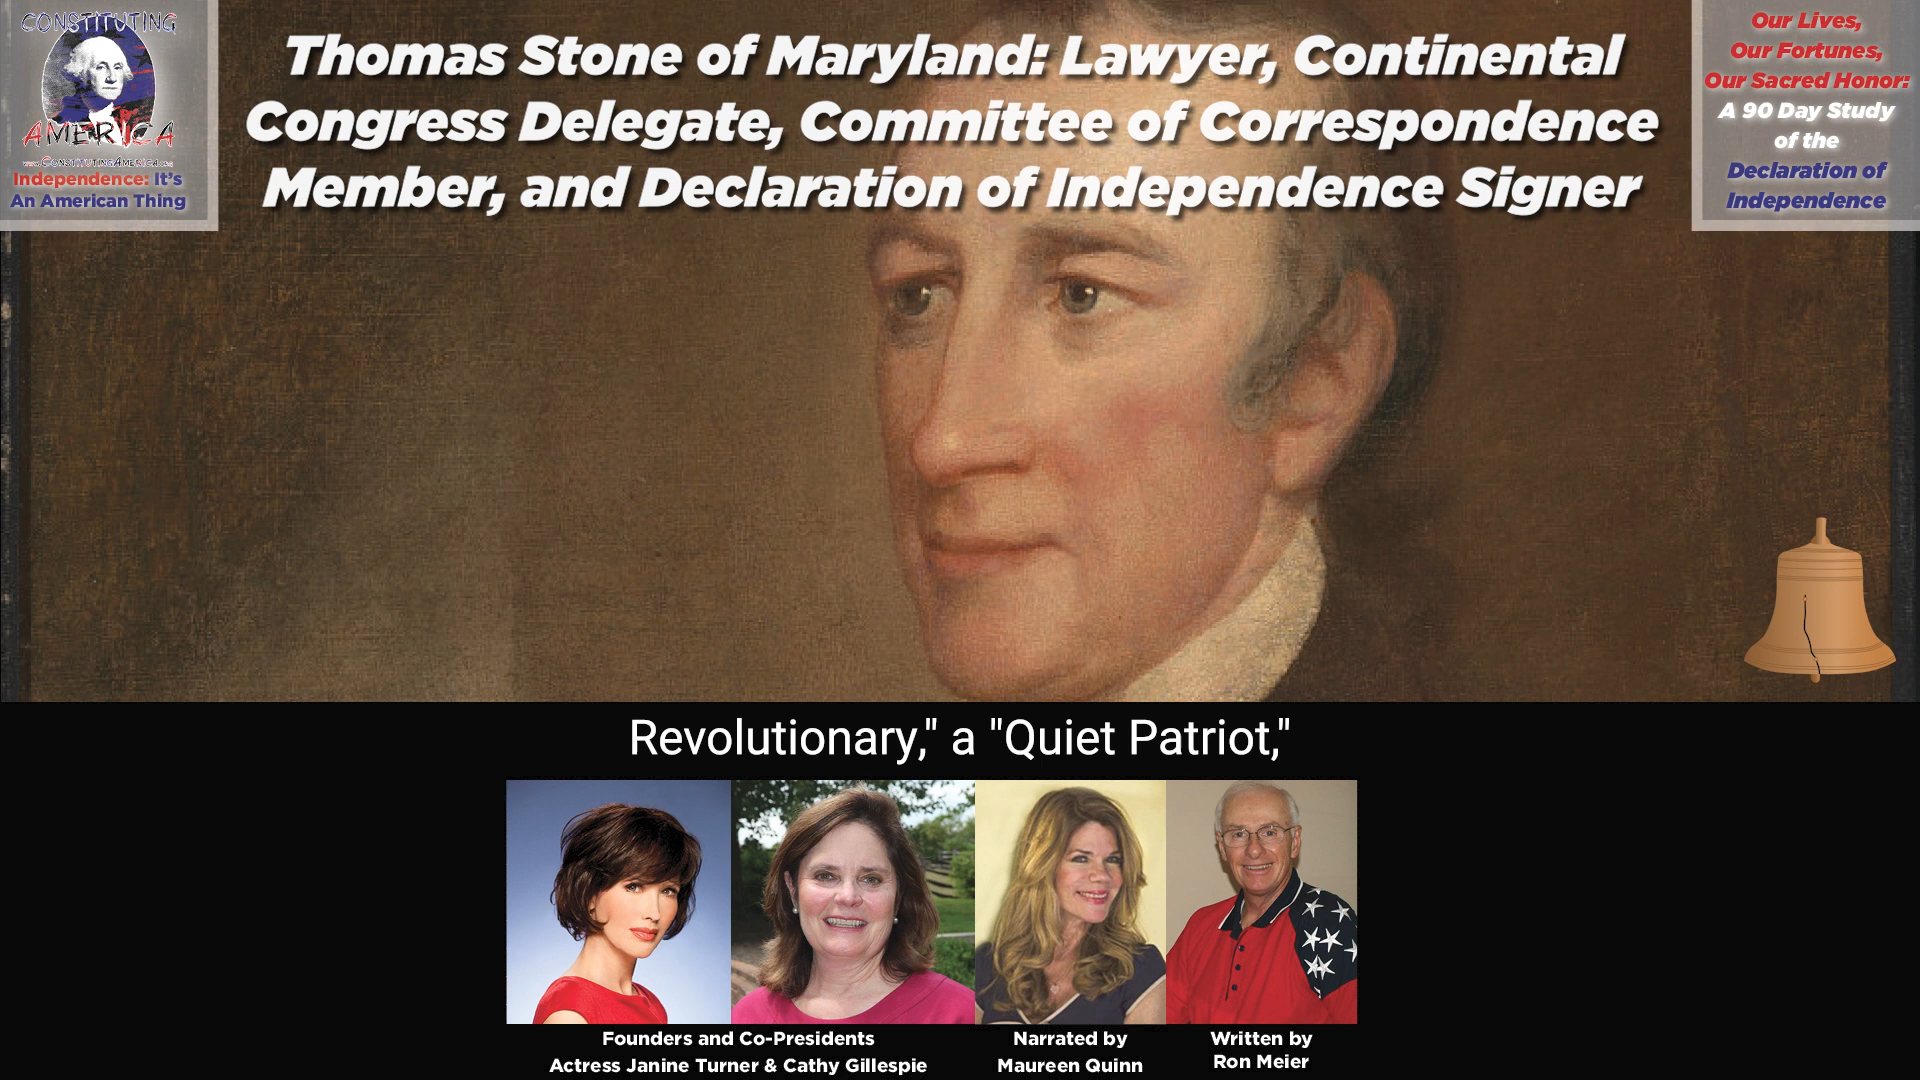 CONSTITUTING
AMERICA
www.ConstitutingAmerica.org
Independence: It's
An American Thing
Thomas Stone of Maryland: Lawyer, Continental
Congress Delegate, Committee of Correspondence
Member, and Declaration of Independence Signer
Our Lives,
Our Fortunes,
Our Sacred Honor:
A 90 Day Study
of the
Declaration of
Independence
Revolutionary," a "Quiet Patriot,"
Founders and Co-Presidents
Actress Janine Turner & Cathy Gillespie
Narrated by
Maureen Quinn
Written by
Ron Meier